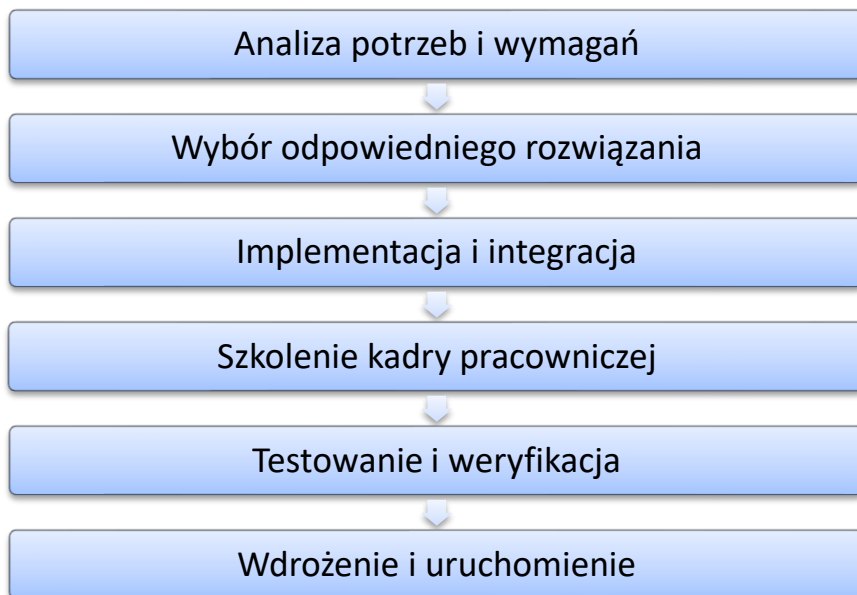 Analiza potrzeb i wymagań
Wybór odpowiedniego rozwiązania
Implementacja i integracja
Szkolenie kadry pracowniczej
Testowanie i weryfikacja
Wdrożenie i uruchomienie